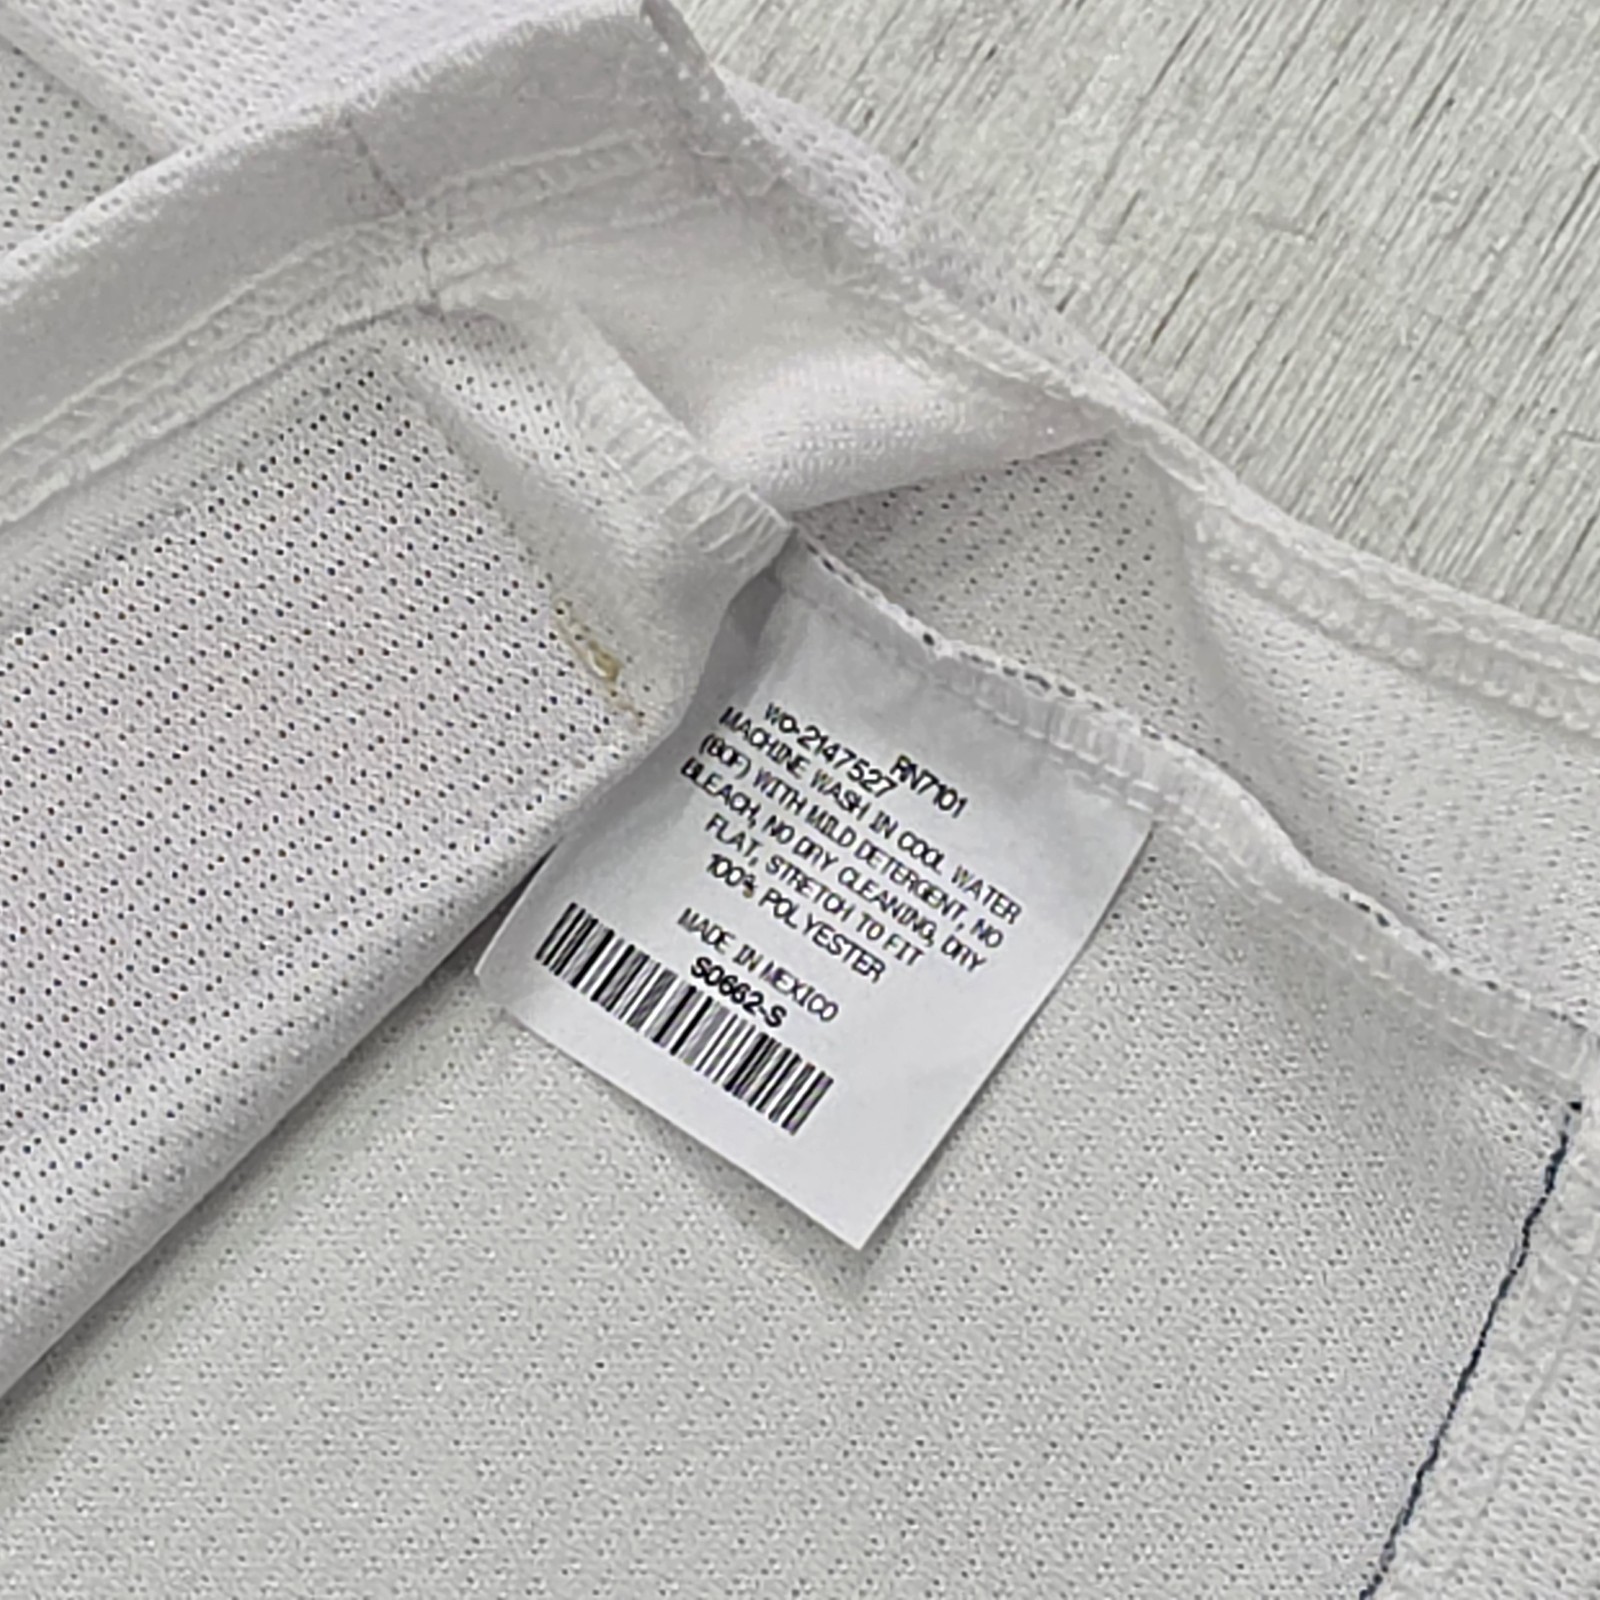 RN7101
WO-2147527
MACHINE WASH IN COOL WATER
(80F) WITH MILD DETERGENT, NO
BLEACH, NO DRY CLEANING, DRY
FLAT, STRETCH TO FIT
100% POLYESTER
MADE IN MEXICO
S0662-S